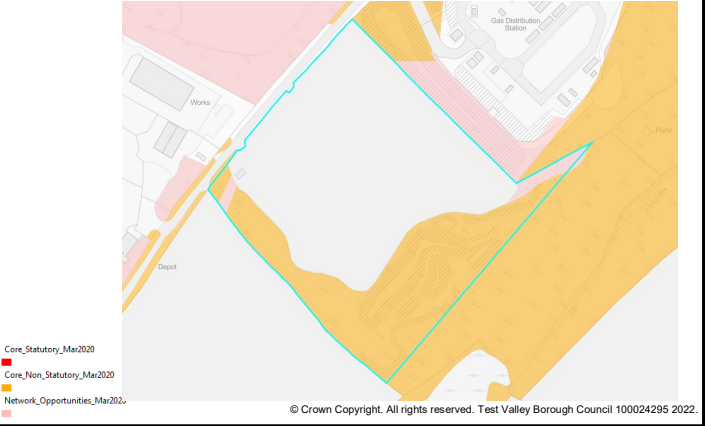 Gas Distribution
Station
Works
Pond
Depot
Core_Statutory_Mar2020
Core_Non_Statutory_Mar2020
Network_Opportunities_Mar2020
© Crown Copyright. All rights reserved. Test Valley Borough Council 100024295 2022.